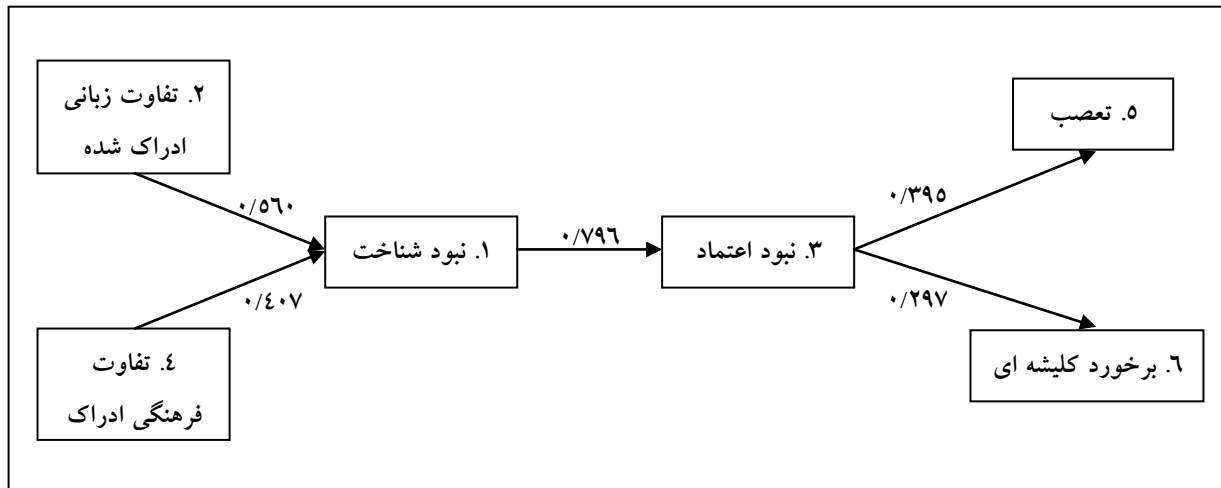 ۲. تفاوت زبانی
ادراک شده
۰/۵۶۰
۴. تفاوت
فرهنگی ادراک
۰/۴۰۷
۱. نبود شناخت
۰/۷۹۶
۳. نبود اعتماد
۰/۳۹۵
۵. تعصب
۰/۲۹۷
۶. برخورد کلیشه ای